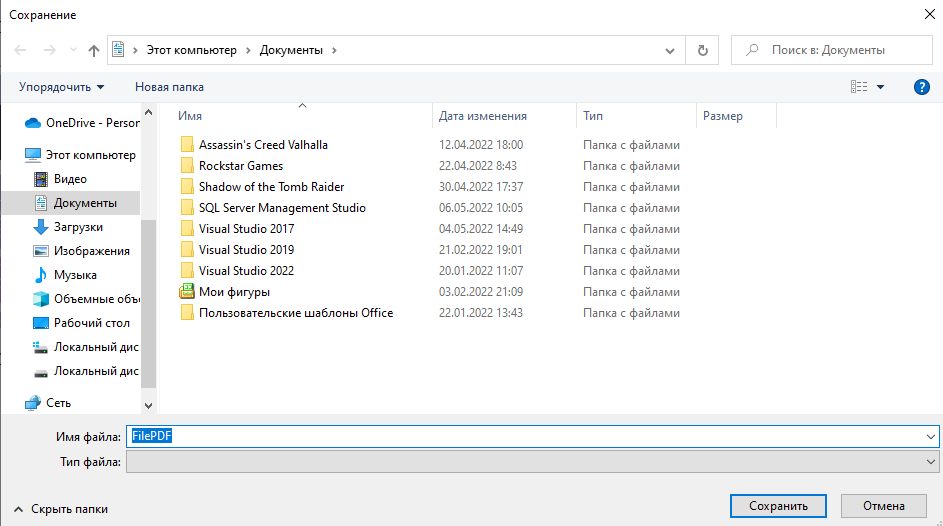 Сохранение
Этот компьютер
Документы
Поиск в: Документы
Упорядочить
Новая папка
?
OneDrive - Person
Этот компьютер
Видео
Документы
Загрузки
Изображения
Музыка
Объемные объ
Рабочий стол
Локальный дис
Локальный дис
Сеть
Имя Дата изменения Тип Размер
Assassin's Creed Valhalla 12.04.2022 18:00 Папка с файлами
Rockstar Games 22.04.2022 8:43 Папка с файлами
Shadow of the Tomb Raider 30.04.2022 17:37 Папка с файлами
SQL Server Management Studio 06.05.2022 10:05 Папка с файлами
Visual Studio 2017 04.05.2022 14:49 Папка с файлами
Visual Studio 2019 21.02.2022 19:01 Папка с файлами
Visual Studio 2022 20.01.2022 11:07 Папка с файлами
Мои фигуры 03.02.2022 21:09 Папка с файлами
Пользовательские шаблоны Office 22.01.2022 13:43 Папка с файлами
Имя файла: FilePDF
Тип файла:
Скрыть папки
Сохранить
Отмена